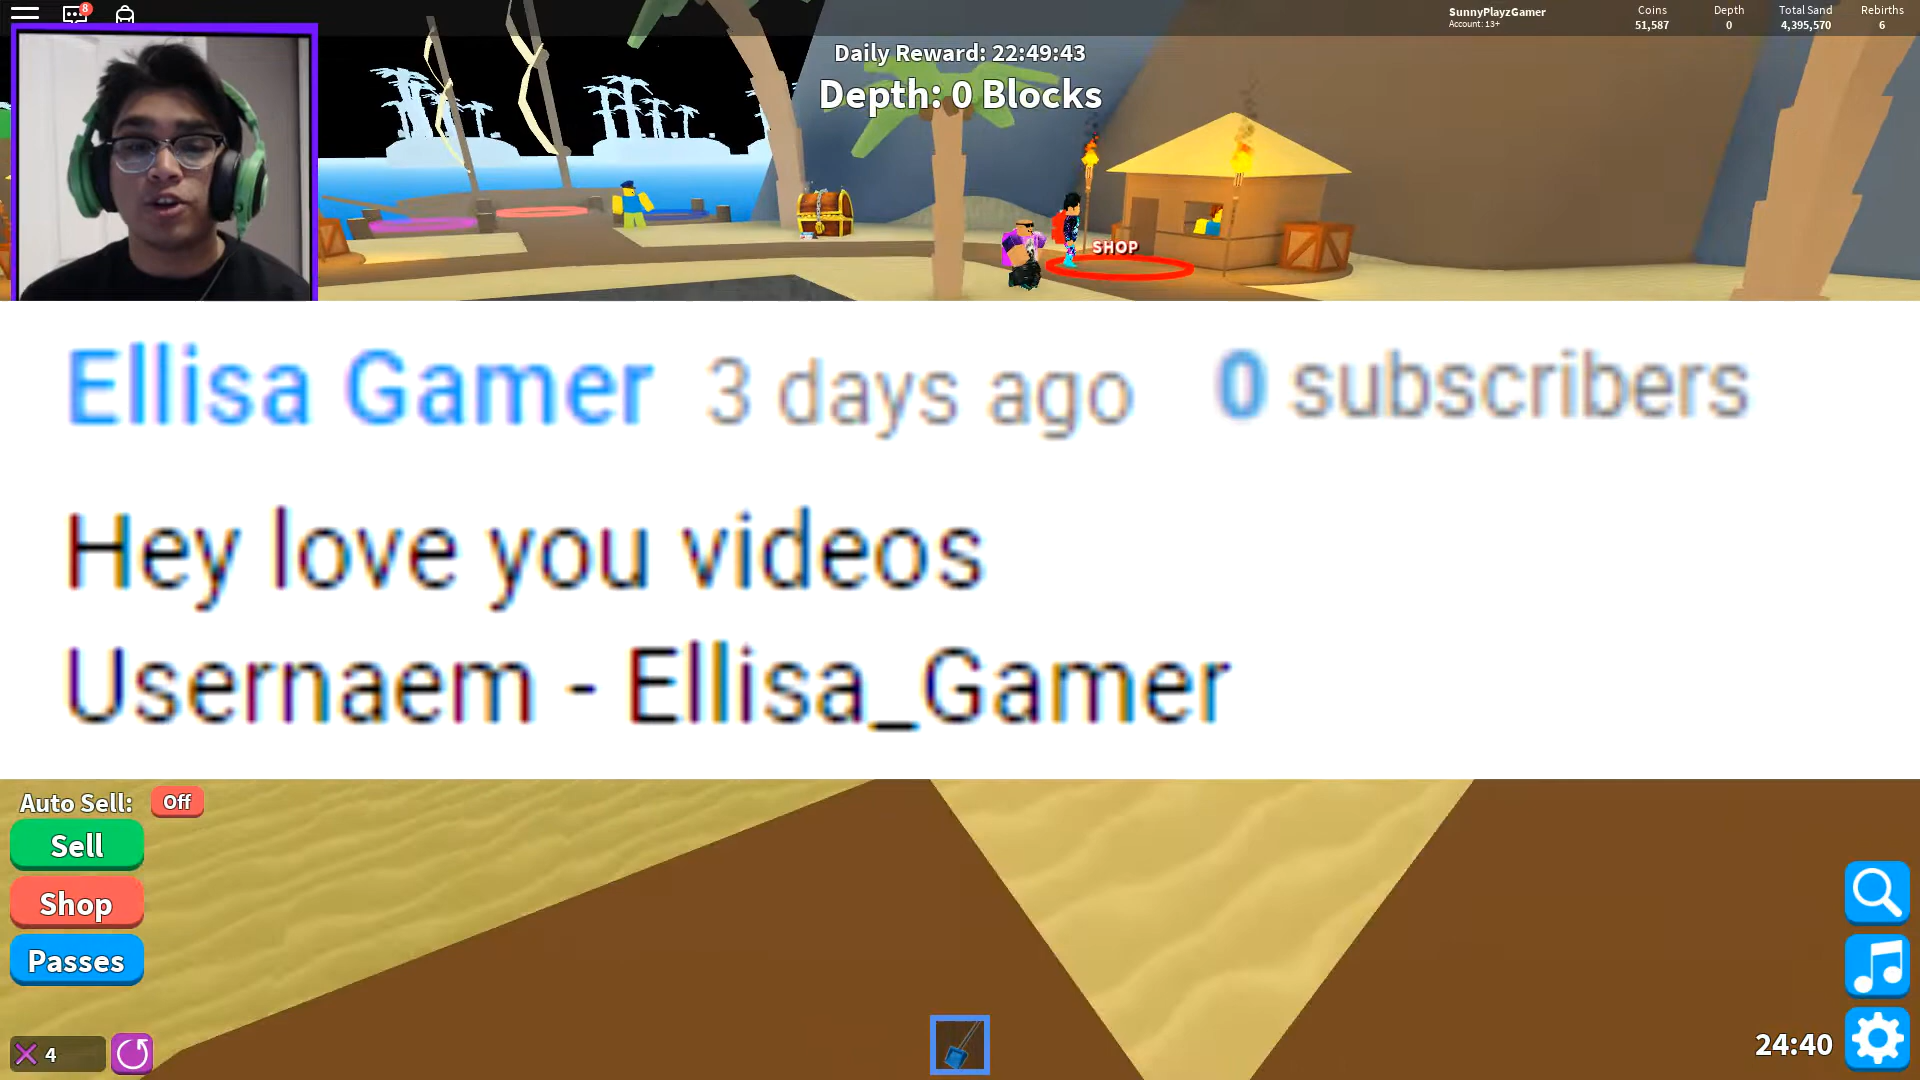 8
SunnyPlayzGamer
Account: 13+
Coins
51,587
Depth
0
Total Sand
4,395,570
Rebirths
6
Daily Reward: 22:49:43
Depth: 0 Blocks
SHOP
Ellisa Gamer 3 days ago 0 subscribers
Hey love you videos
Usernaem - Ellisa_Gamer
Auto Sell: Off
Sell
Shop
Passes
4
24:40